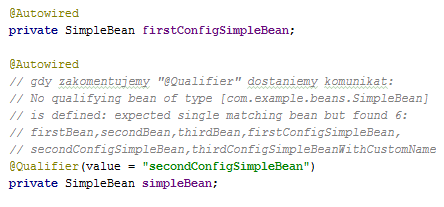 @Autowired
private SimpleBean firstConfigSimpleBean;
@Autowired
// gdy zakomentujemy "@Qualifier" dostaniemy komunikat:
// No qualifying bean of type [com.example.beans.SimpleBean]
// is defined: expected single matching bean but found 6:
// firstBean,secondBean,thirdBean,firstConfigSimpleBean,
// secondConfigSimpleBean,thirdConfigSimpleBeanWithCustomName
@Qualifier(value = "secondConfigSimpleBean")
private SimpleBean simpleBean;